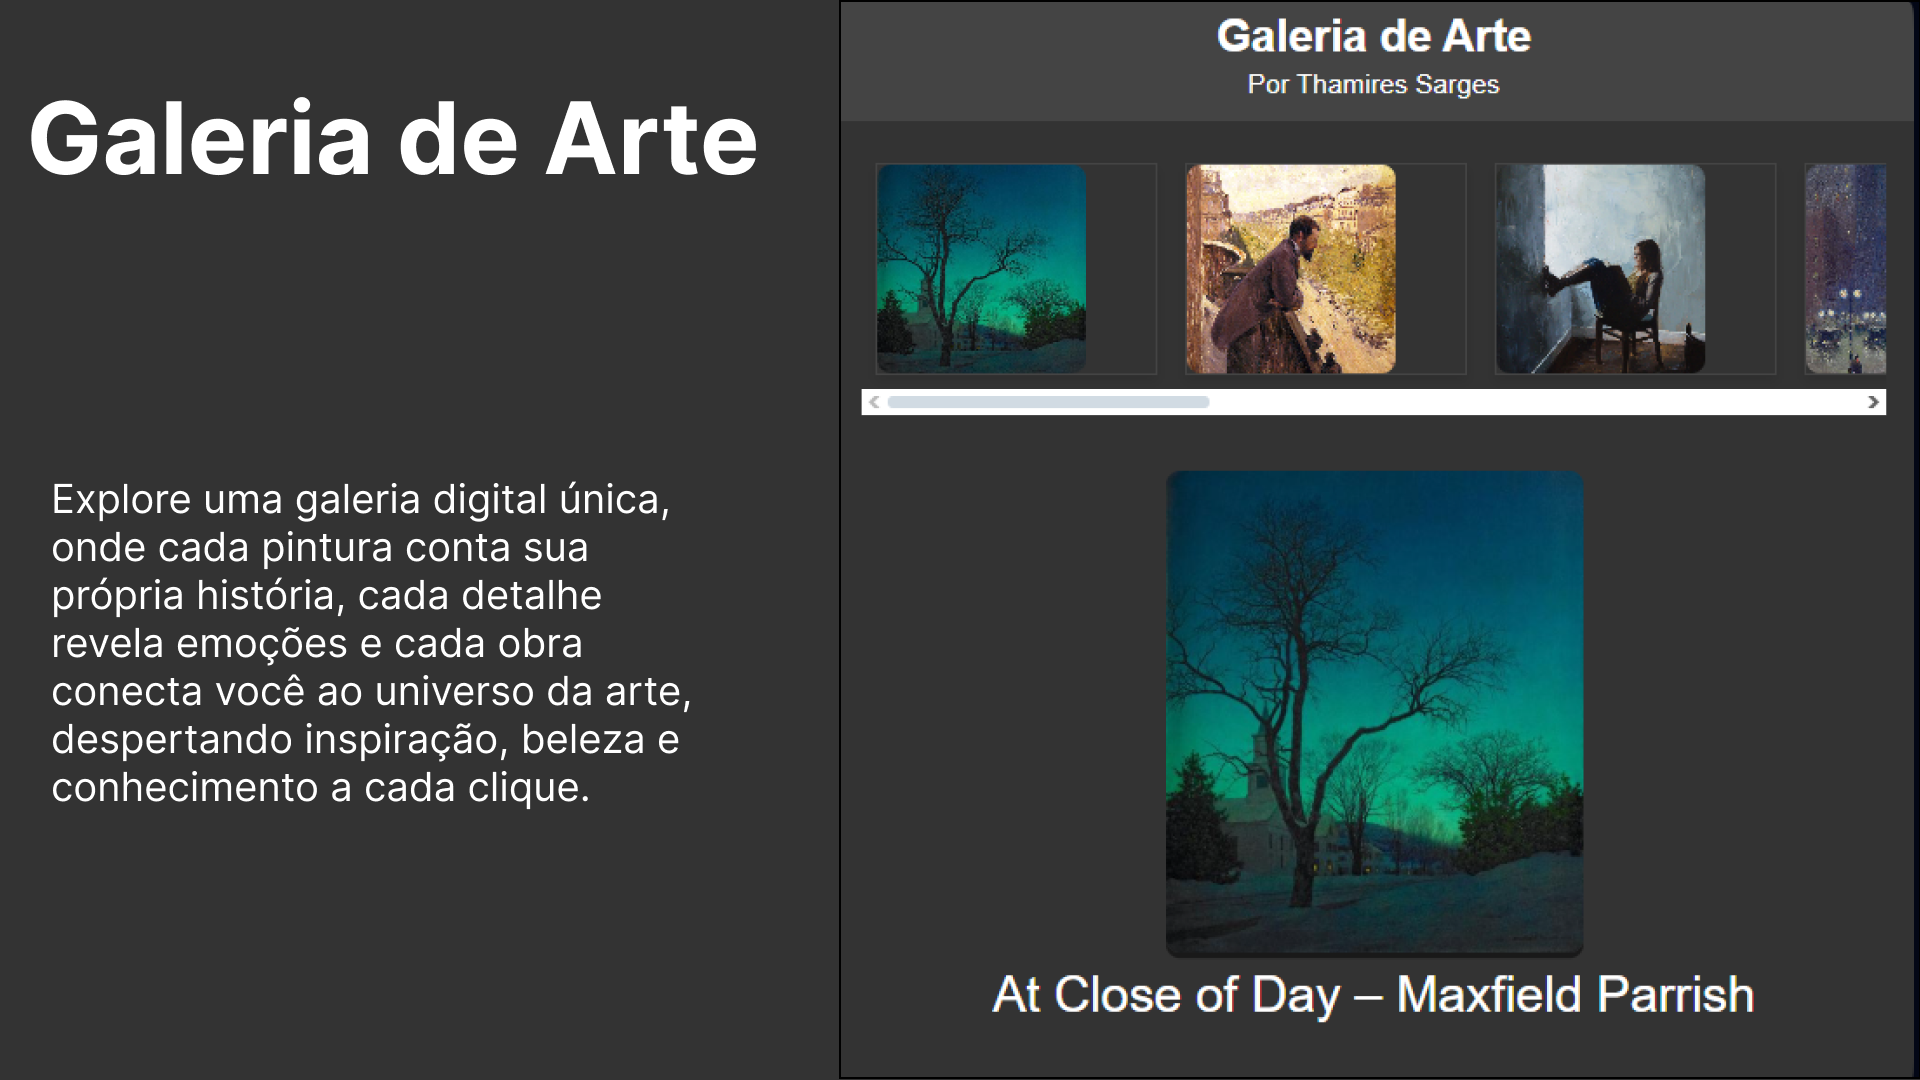 Galeria de Arte
Explore uma galeria digital única,
onde cada pintura conta sua
própria história, cada detalhe
revela emoções e cada obra
conecta você ao universo da arte,
despertando inspiração, beleza e
conhecimento a cada clique.
Galeria de Arte
Por Thamires Sarges
At Close of Day – Maxfield Parrish